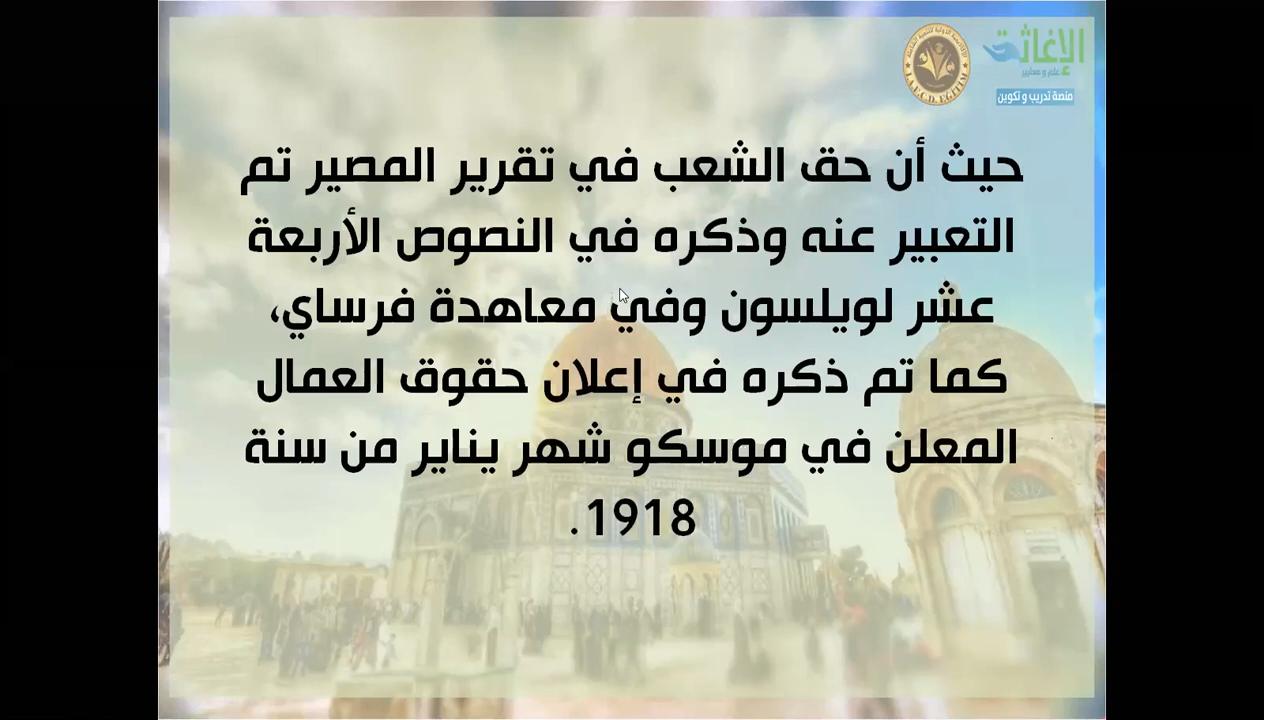 الإغاثة
علم و معايير
منصة تدريب و تكوين
حيث أن حق الشعب في تقرير المصير تم
التعبير عنه وذكره في النصوص الأربعة
عشر لويلسون وفي معاهدة فرساي،
كما تم ذكره في إعلان حقوق العمال
المعلن في موسكو شهر يناير من سنة
1918.